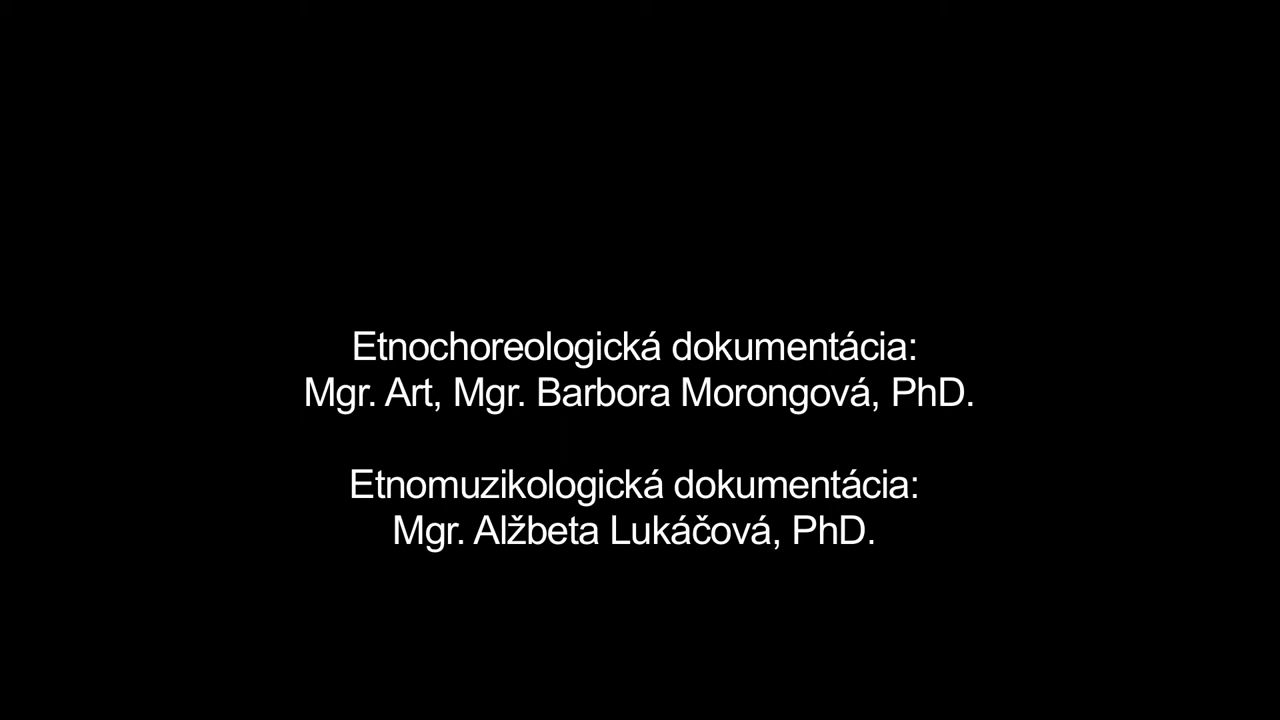 Etnochoreologická dokumentácia:
Mgr. Art, Mgr. Barbora Morongová, PhD.
Etnomuzikologická dokumentácia:
Mgr. Alžbeta Lukáčová, PhD.